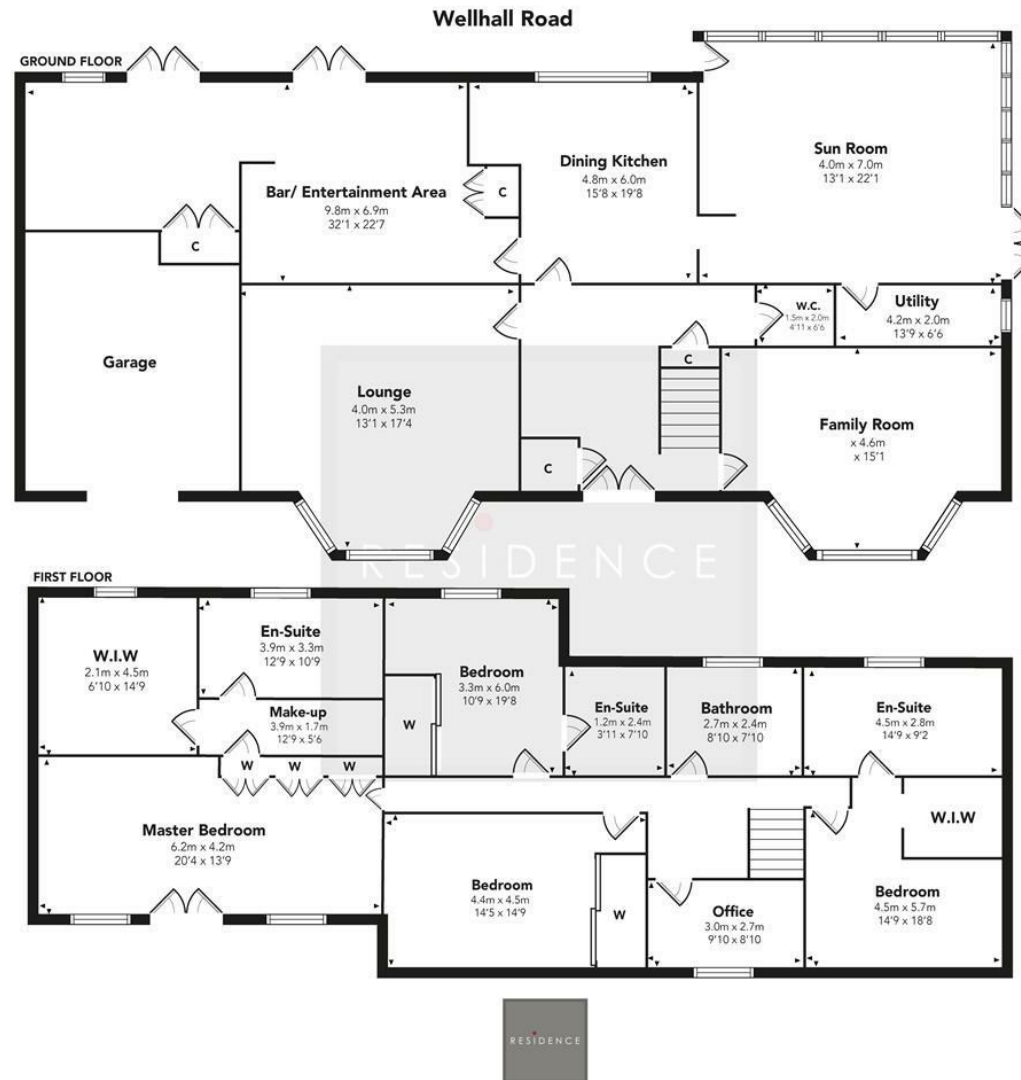 Wellhall Road
GROUND FLOOR
Sun Room
4.0m x 7.0m
13'1 x 22'1
Dining Kitchen
4.8m x 6.0m
15'8 x 19'8
Bar/ Entertainment Area
9.8m x 6.9m
32'1 x 22'7
C
C
W.C.
1.5m x 2.0m
4'11 x 6'6
Utility
4.2m x 2.0m
13'9 x 6'6
Garage
Lounge
4.0m x 5.3m
13'1 x 17'4
C
Family Room
x 4.6m
x 15'1
C
RESIDENCE
FIRST FLOOR
W.I.W
2.1m x 4.5m
6'10 x 14'9
En-Suite
3.9m x 3.3m
12'9 x 10'9
Make-up
3.9m x 1.7m
12'9 x 5'6
Bedroom
3.3m x 6.0m
10'9 x 19'8
W
En-Suite
1.2m x 2.4m
3'11 x 7'10
Bathroom
2.7m x 2.4m
8'10 x 7'10
En-Suite
4.5m x 2.8m
14'9 x 9'2
W W W
Master Bedroom
6.2m x 4.2m
20'4 x 13'9
W.I.W
Bedroom
4.4m x 4.5m
14'5 x 14'9
W
Office
3.0m x 2.7m
9'10 x 8'10
Bedroom
4.5m x 5.7m
14'9 x 18'8
RESIDENCE